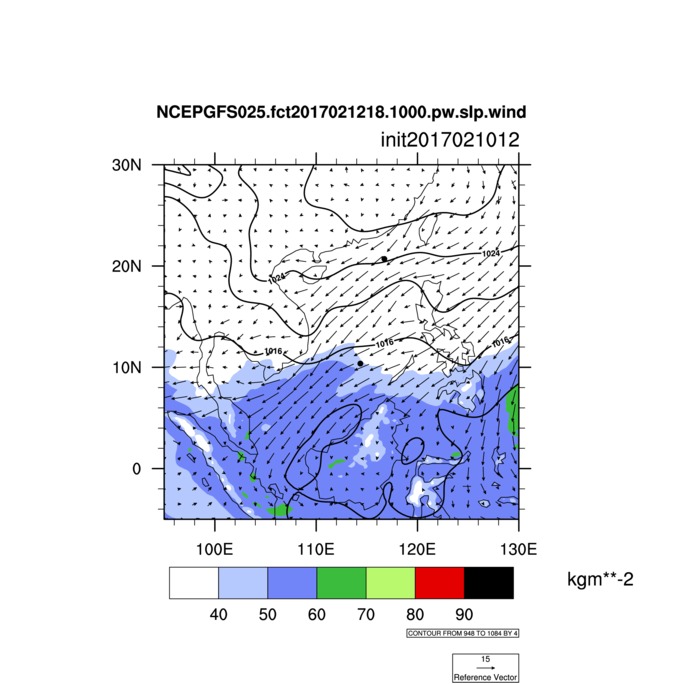 NCEPGFS025.fct2017021218.1000.pw.slp.wind
init2017021012
30N
20N
10N
0
1024
1024
1016
1016
1016
100E
110E
120E
130E
kgm**-2
40
50
60
70
80
90
CONTOUR FROM 948 TO 1084 BY 4
15
Reference Vector